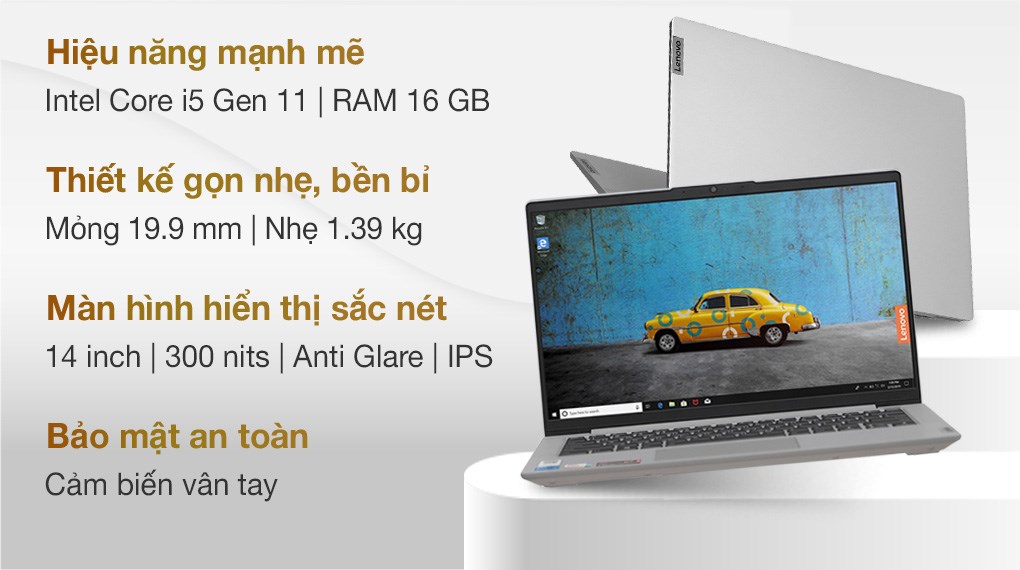 Hiệu năng mạnh mẽ
Intel Core i5 Gen 11 | RAM 16 GB
Thiết kế gọn nhẹ, bền bỉ
Mỏng 19.9 mm | Nhẹ 1.39 kg
Màn hình hiển thị sắc nét
14 inch | 300 nits | Anti Glare | IPS
Bảo mật an toàn
Cảm biến vân tay
Lenovo
Lenovo